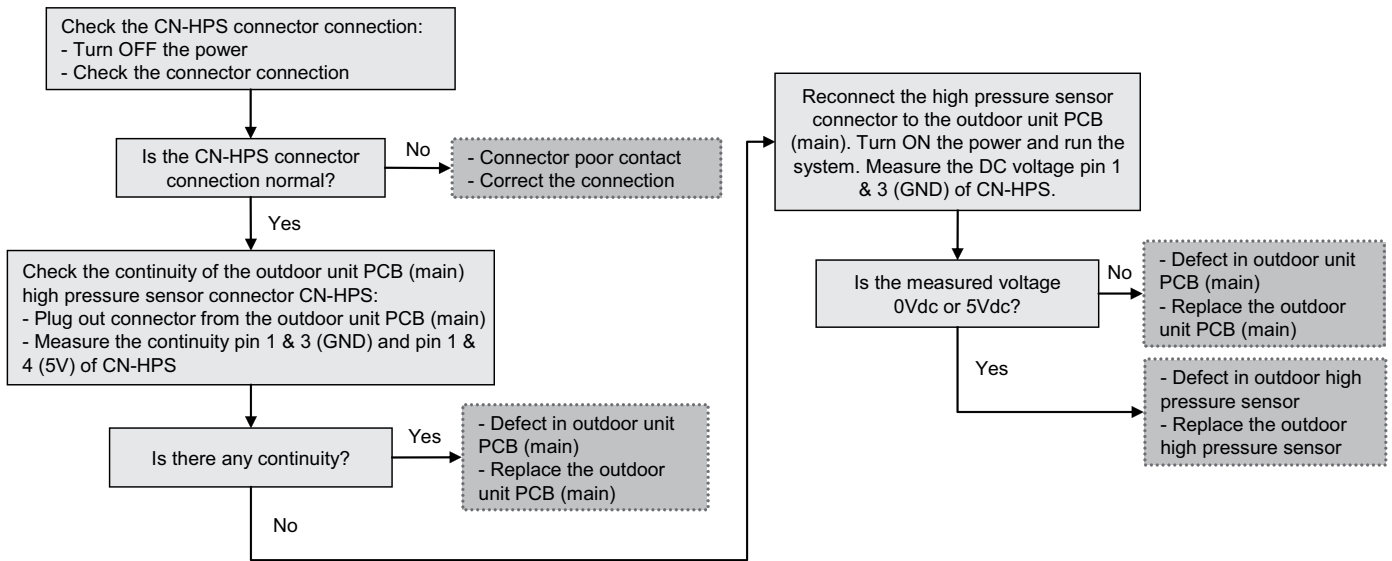 Check the CN-HPS connector connection:
- Turn OFF the power
- Check the connector connection
Is the CN-HPS connector
connection normal?
No
- Connector poor contact
- Correct the connection
Yes
Check the continuity of the outdoor unit PCB (main)
high pressure sensor connector CN-HPS:
- Plug out connector from the outdoor unit PCB (main)
- Measure the continuity pin 1 & 3 (GND) and pin 1 &
4 (5V) of CN-HPS
Is there any continuity?
Yes
- Defect in outdoor unit
PCB (main)
- Replace the outdoor
unit PCB (main)
No
Reconnect the high pressure sensor
connector to the outdoor unit PCB
(main). Turn ON the power and run the
system. Measure the DC voltage pin 1
& 3 (GND) of CN-HPS.
Is the measured voltage
0Vdc or 5Vdc?
No
- Defect in outdoor unit
PCB (main)
- Replace the outdoor
unit PCB (main)
Yes
- Defect in outdoor high
pressure sensor
- Replace the outdoor
high pressure sensor